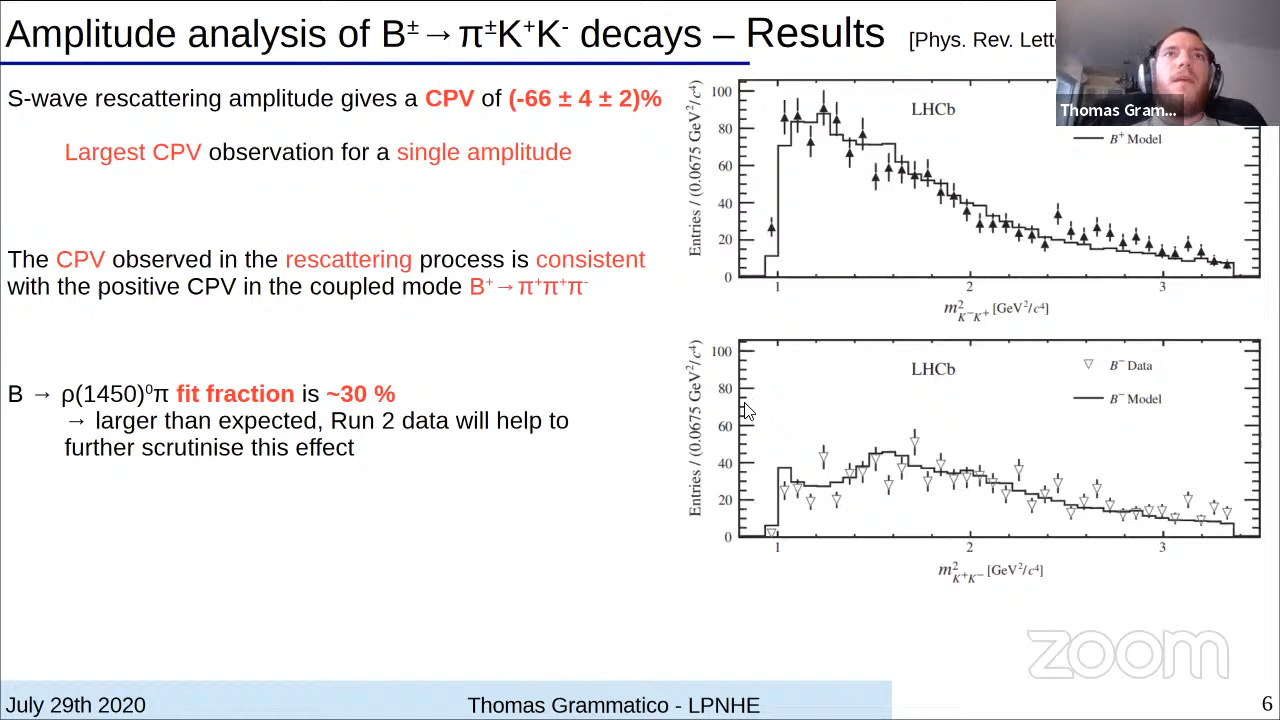 Amplitude analysis of B±→π±K+K- decays – Results [Phys. Rev. Lett
Thomas Gram...
S-wave rescattering amplitude gives a CPV of (-66 ± 4 ± 2)%
Largest CPV observation for a single amplitude
The CPV observed in the rescattering process is consistent
with the positive CPV in the coupled mode B+→π+π+π-
B → ρ(1450)0π fit fraction is ~30 %
→ larger than expected, Run 2 data will help to
further scrutinise this effect
Entries / (0.0675 GeV2/c4)
100
80
60
40
20
0
LHCb
B+ Model
1
2
3
m2K-K+ [GeV2/c4]
Entries / (0.0675 GeV2/c4)
100
80
60
40
20
0
LHCb
B- Data
B- Model
1
2
3
m2K+K- [GeV2/c4]
zoom
July 29th 2020
Thomas Grammatico - LPNHE
6